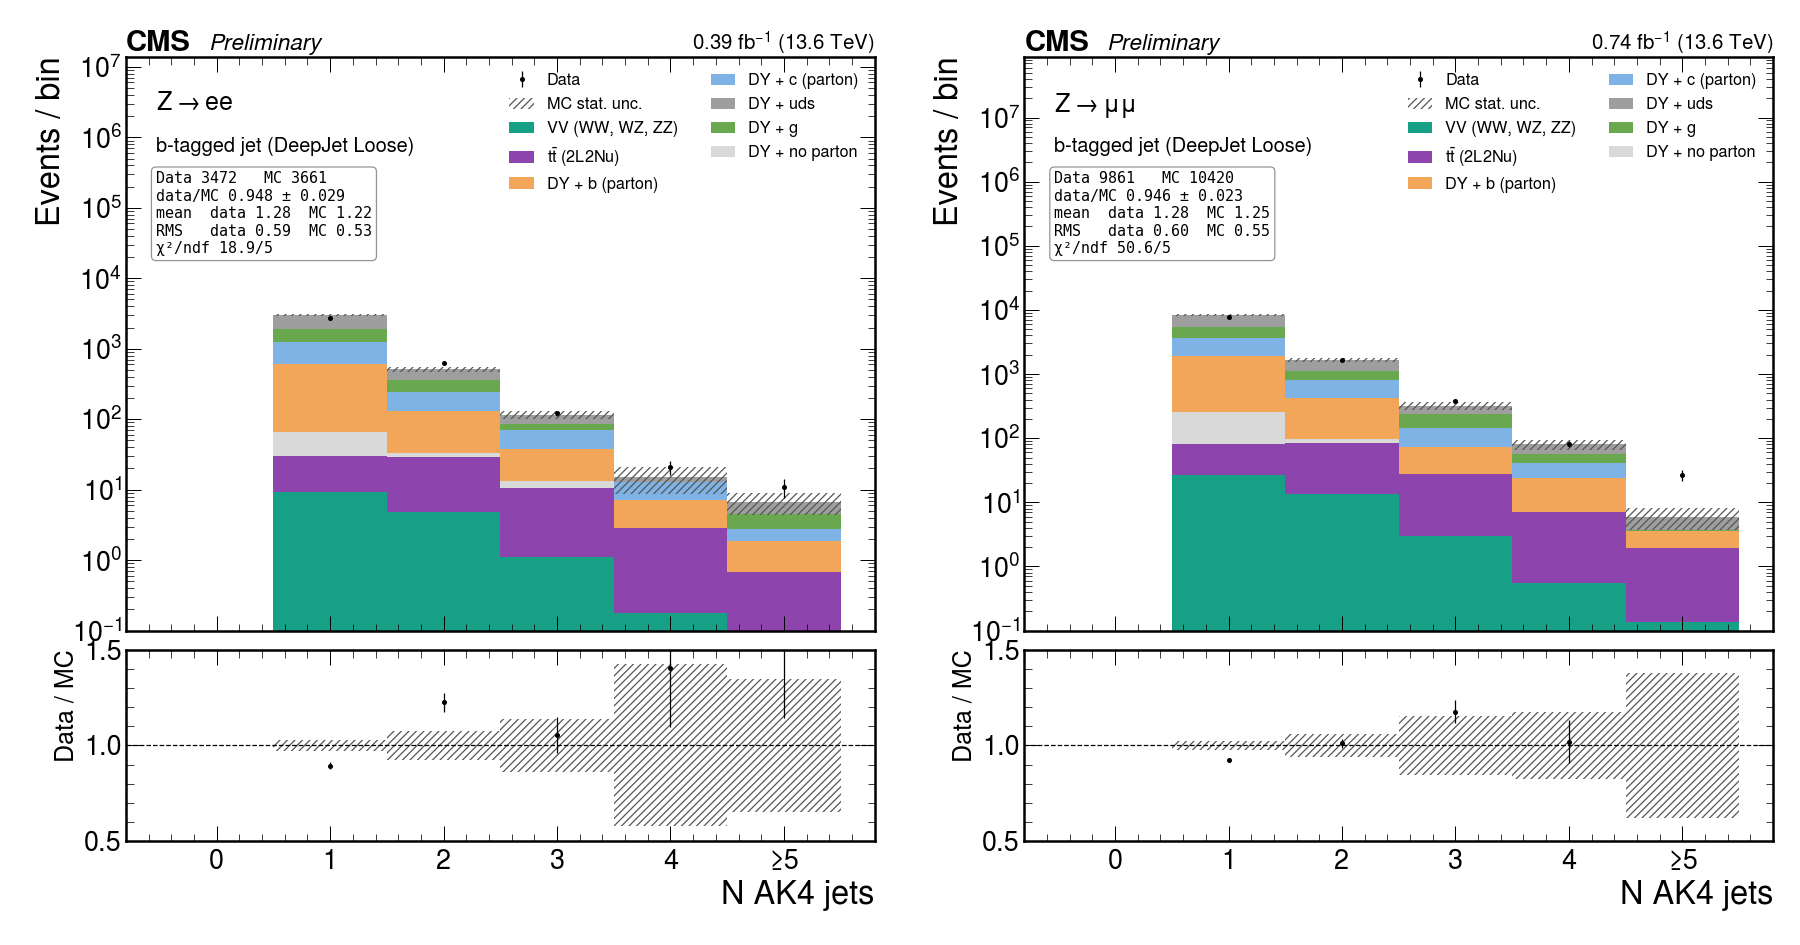 CMS Preliminary 0.39 fb⁻¹ (13.6 TeV)
Events / bin
10⁷
10⁶
10⁵
10⁴
10³
10²
10¹
10⁰
10⁻¹
Z → ee
b-tagged jet (DeepJet Loose)
Data 3472 MC 3661
data/MC 0.948 ± 0.029
mean data 1.28 MC 1.22
RMS data 0.59 MC 0.53
χ²/ndf 18.9/5
Data
MC stat. unc.
VV (WW, WZ, ZZ)
tt̄ (2L2Nu)
DY + b (parton)
DY + c (parton)
DY + uds
DY + g
DY + no parton
Data / MC
1.5
1.0
0.5
0 1 2 3 4 ≥5
N AK4 jets
CMS Preliminary 0.74 fb⁻¹ (13.6 TeV)
Events / bin
10⁷
10⁶
10⁵
10⁴
10³
10²
10¹
10⁰
10⁻¹
Z → μμ
b-tagged jet (DeepJet Loose)
Data 9861 MC 10420
data/MC 0.946 ± 0.023
mean data 1.28 MC 1.25
RMS data 0.60 MC 0.55
χ²/ndf 50.6/5
Data
MC stat. unc.
VV (WW, WZ, ZZ)
tt̄ (2L2Nu)
DY + b (parton)
DY + c (parton)
DY + uds
DY + g
DY + no parton
Data / MC
1.5
1.0
0.5
0 1 2 3 4 ≥5
N AK4 jets